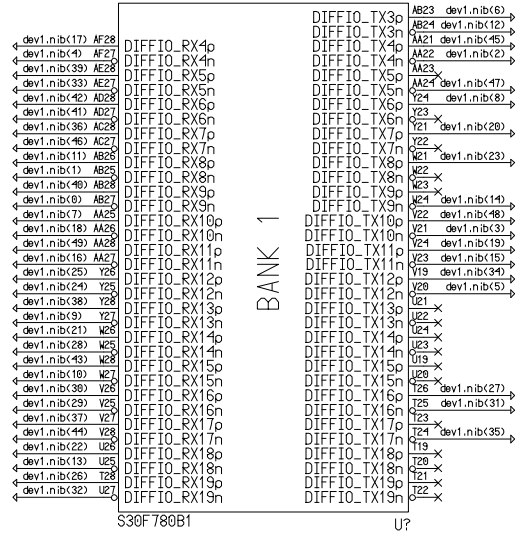 DIFFIO_TX3p AB23 dev1.nib(6)
DIFFIO_TX3n AB24 dev1.nib(12)
dev1.nib(17) AF28 DIFFIO_RX4p DIFFIO_TX4p AA21 dev1.nib(45)
dev1.nib(4) AF27 DIFFIO_RX4n DIFFIO_TX4n AA22 dev1.nib(2)
dev1.nib(39) AE28 DIFFIO_RX5p DIFFIO_TX5p AA23
dev1.nib(33) AE27 DIFFIO_RX5n DIFFIO_TX5n AA24 dev1.nib(47)
dev1.nib(42) AD28 DIFFIO_RX6p DIFFIO_TX6p Y24 dev1.nib(8)
dev1.nib(41) AD27 DIFFIO_RX6n DIFFIO_TX6n Y23
dev1.nib(36) AC28 DIFFIO_RX7p DIFFIO_TX7p Y21 dev1.nib(20)
dev1.nib(46) AC27 DIFFIO_RX7n DIFFIO_TX7n Y22
dev1.nib(11) AB26 DIFFIO_RX8p DIFFIO_TX8p W21 dev1.nib(23)
dev1.nib(1) AB25 DIFFIO_RX8n DIFFIO_TX8n W22
dev1.nib(40) AB28 DIFFIO_RX9p DIFFIO_TX9p W23
dev1.nib(0) AB27 DIFFIO_RX9n DIFFIO_TX9n W24 dev1.nib(14)
dev1.nib(7) AA25 DIFFIO_RX10p DIFFIO_TX10p V22 dev1.nib(48)
dev1.nib(18) AA26 DIFFIO_RX10n DIFFIO_TX10n V21 dev1.nib(3)
dev1.nib(49) AA28 DIFFIO_RX11p DIFFIO_TX11p V24 dev1.nib(19)
dev1.nib(16) AA27 DIFFIO_RX11n DIFFIO_TX11n V23 dev1.nib(15)
dev1.nib(25) Y26 DIFFIO_RX12p DIFFIO_TX12p V19 dev1.nib(34)
dev1.nib(24) Y25 DIFFIO_RX12n DIFFIO_TX12n V20 dev1.nib(5)
dev1.nib(38) Y28 DIFFIO_RX13p DIFFIO_TX13p U21
dev1.nib(9) Y27 DIFFIO_RX13n DIFFIO_TX13n U22
dev1.nib(21) W26 DIFFIO_RX14p DIFFIO_TX14p U24
dev1.nib(28) W25 DIFFIO_RX14n DIFFIO_TX14n U23
dev1.nib(43) W28 DIFFIO_RX15p DIFFIO_TX15p U19
dev1.nib(10) W27 DIFFIO_RX15n DIFFIO_TX15n U20
dev1.nib(30) V26 DIFFIO_RX16p DIFFIO_TX16p T26 dev1.nib(27)
dev1.nib(29) V25 DIFFIO_RX16n DIFFIO_TX16n T25 dev1.nib(31)
dev1.nib(37) V27 DIFFIO_RX17p DIFFIO_TX17p T23
dev1.nib(44) V28 DIFFIO_RX17n DIFFIO_TX17n T24 dev1.nib(35)
dev1.nib(22) U26 DIFFIO_RX18p DIFFIO_TX18p T19
dev1.nib(13) U25 DIFFIO_RX18n DIFFIO_TX18n T20
dev1.nib(26) T28 DIFFIO_RX19p DIFFIO_TX19p T21
dev1.nib(32) U27 DIFFIO_RX19n DIFFIO_TX19n T22
BANK 1
S30F780B1 U?